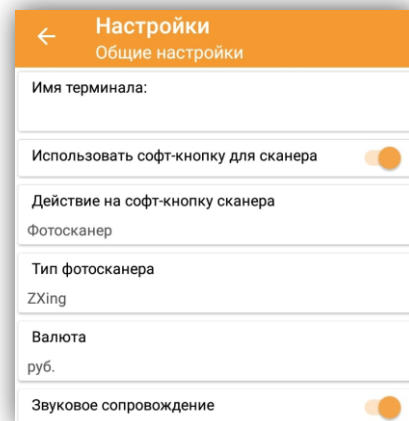 Настройки
Общие настройки
Имя терминала:
Использовать софт-кнопку для сканера
Действие на софт-кнопку сканера
Фотосканер
Тип фотосканера
ZXing
Валюта
руб.
Звуковое сопровождение